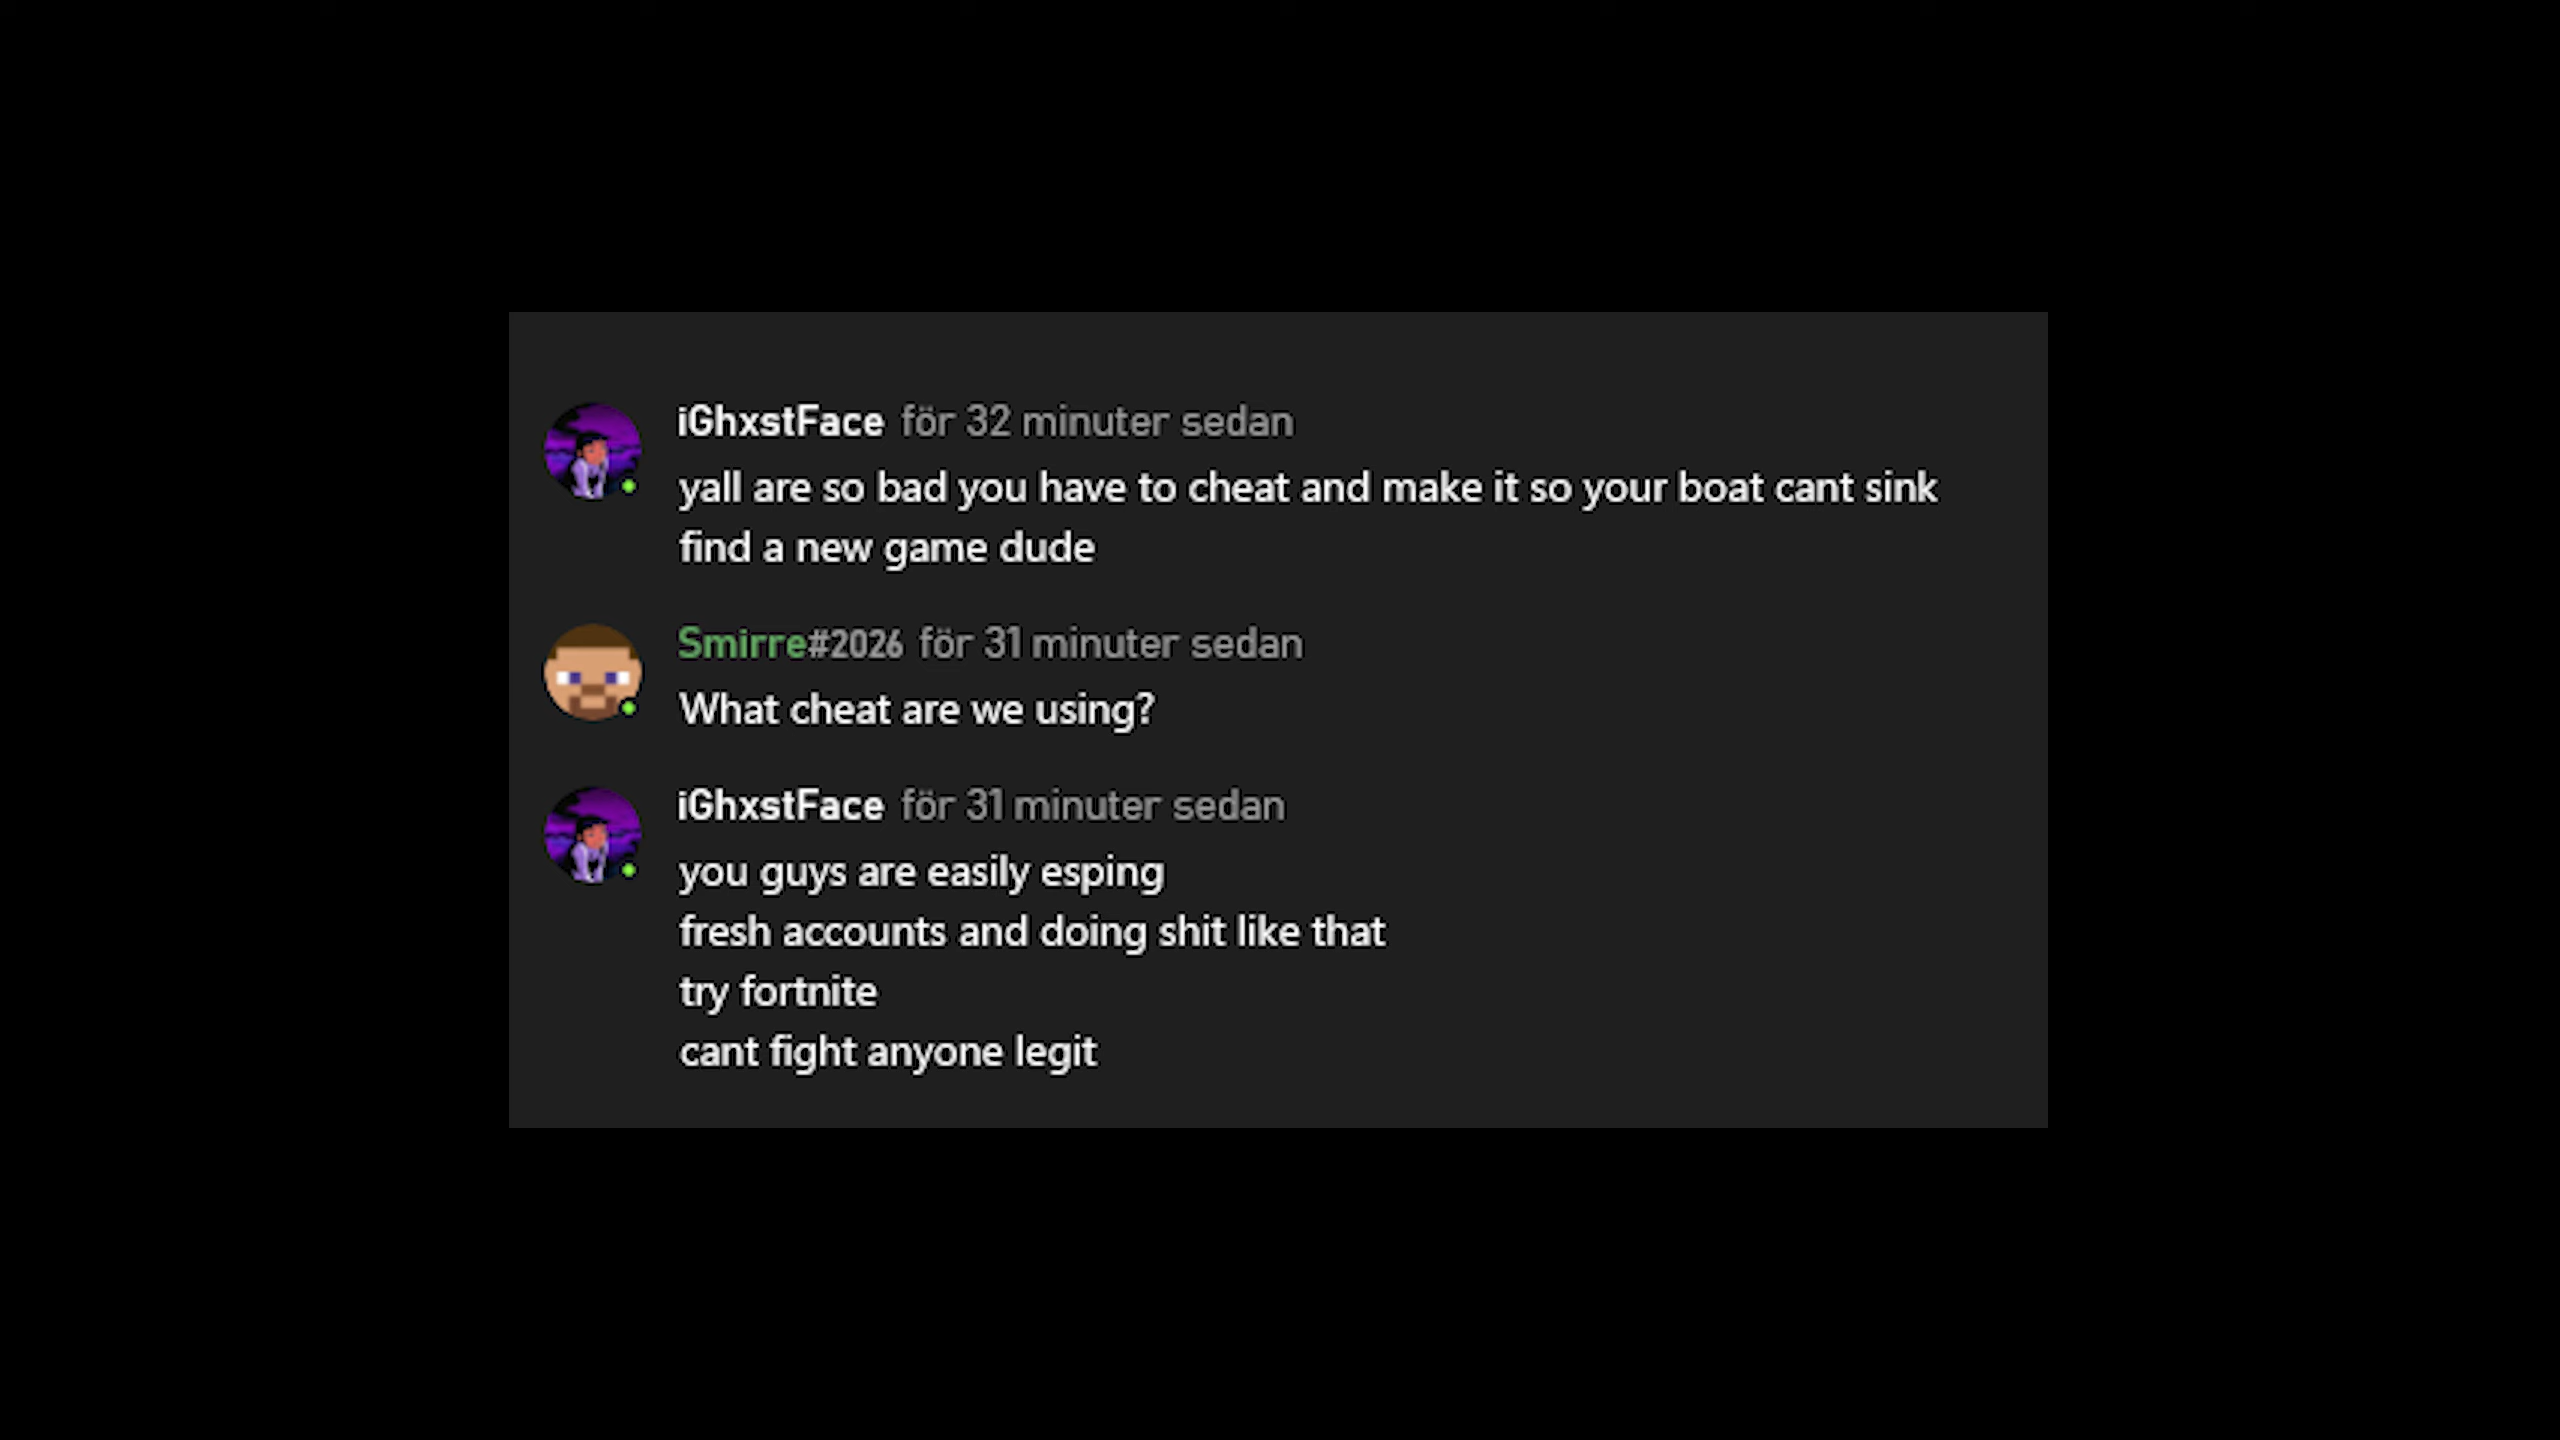 iGhxstFace för 32 minuter sedan
yall are so bad you have to cheat and make it so your boat cant sink
find a new game dude
Smirre#2026 för 31 minuter sedan
What cheat are we using?
iGhxstFace för 31 minuter sedan
you guys are easily esping
fresh accounts and doing shit like that
try fortnite
cant fight anyone legit